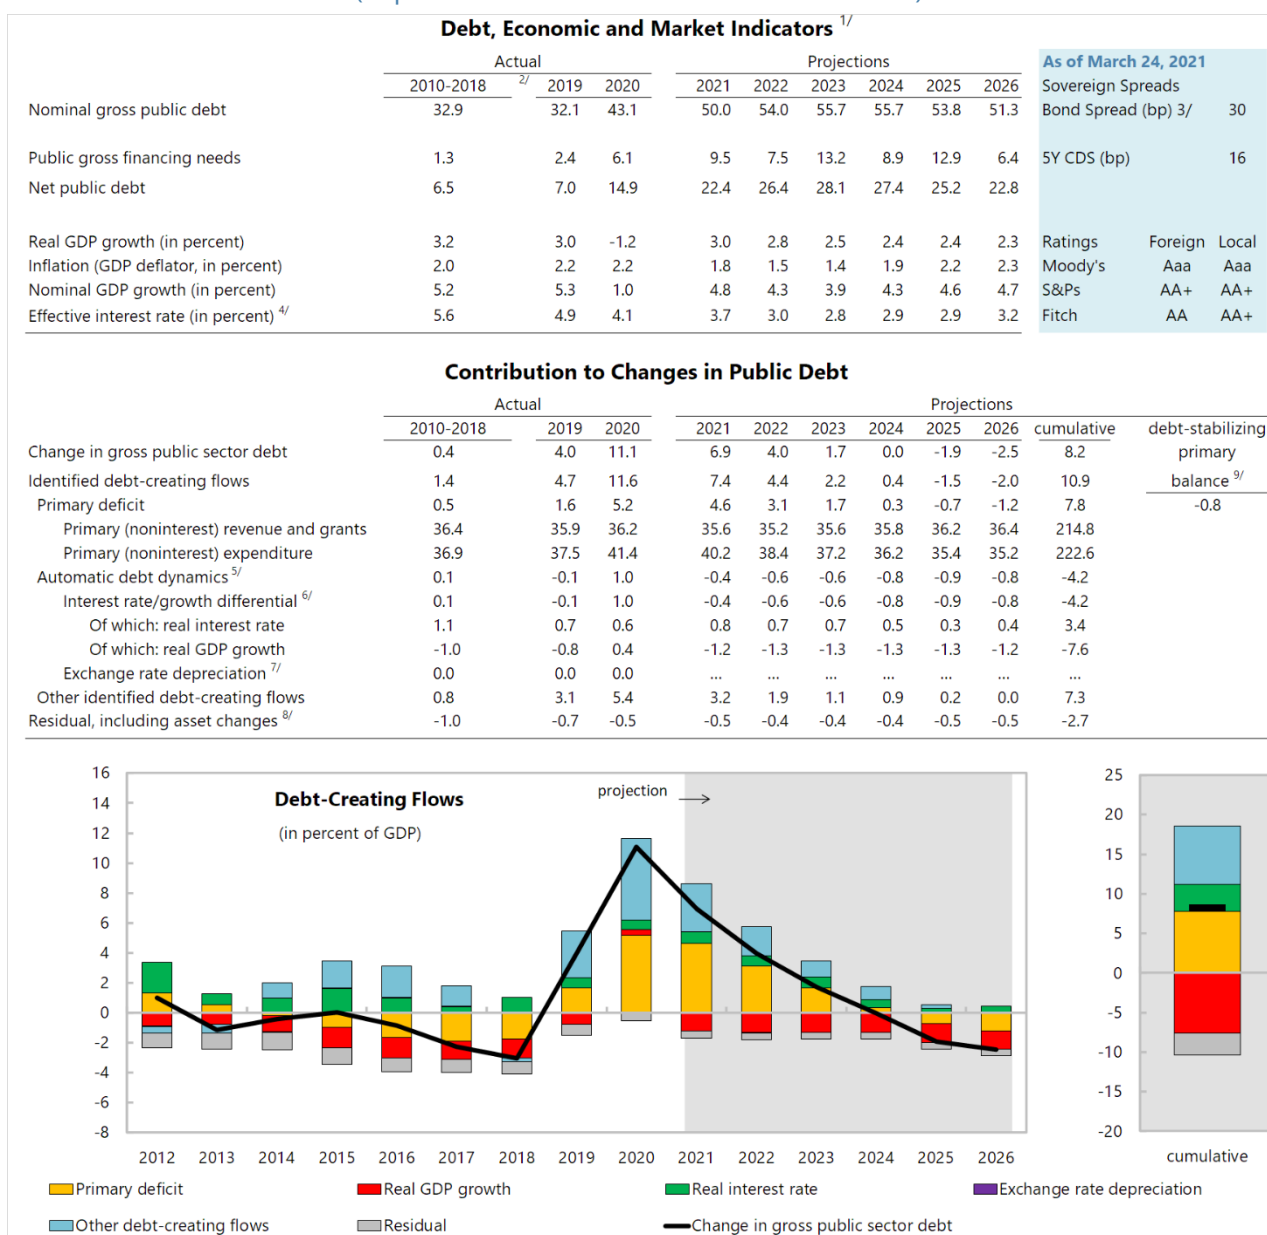 Debt, Economic and Market Indicators 1/
Actual Projections As of March 24, 2021
2010-2018 2/ 2019 2020 2021 2022 2023 2024 2025 2026 Sovereign Spreads
Nominal gross public debt 32.9 32.1 43.1 50.0 54.0 55.7 55.7 53.8 51.3 Bond Spread (bp) 3/ 30
Public gross financing needs 1.3 2.4 6.1 9.5 7.5 13.2 8.9 12.9 6.4 5Y CDS (bp) 16
Net public debt 6.5 7.0 14.9 22.4 26.4 28.1 27.4 25.2 22.8
Real GDP growth (in percent) 3.2 3.0 -1.2 3.0 2.8 2.5 2.4 2.4 2.3 Ratings Foreign Local
Inflation (GDP deflator, in percent) 2.0 2.2 2.2 1.8 1.5 1.4 1.9 2.2 2.3 Moody's Aaa Aaa
Nominal GDP growth (in percent) 5.2 5.3 1.0 4.8 4.3 3.9 4.3 4.6 4.7 S&Ps AA+ AA+
Effective interest rate (in percent) 4/ 5.6 4.9 4.1 3.7 3.0 2.8 2.9 2.9 3.2 Fitch AA AA+
Contribution to Changes in Public Debt
Actual Projections
2010-2018 2019 2020 2021 2022 2023 2024 2025 2026 cumulative debt-stabilizing
Change in gross public sector debt 0.4 4.0 11.1 6.9 4.0 1.7 0.0 -1.9 -2.5 8.2 primary
Identified debt-creating flows 1.4 4.7 11.6 7.4 4.4 2.2 0.4 -1.5 -2.0 10.9 balance 9/
Primary deficit 0.5 1.6 5.2 4.6 3.1 1.7 0.3 -0.7 -1.2 7.8 -0.8
Primary (noninterest) revenue and grants 36.4 35.9 36.2 35.6 35.2 35.6 35.8 36.2 36.4 214.8
Primary (noninterest) expenditure 36.9 37.5 41.4 40.2 38.4 37.2 36.2 35.4 35.2 222.6
Automatic debt dynamics 5/ 0.1 -0.1 1.0 -0.4 -0.6 -0.6 -0.8 -0.9 -0.8 -4.2
Interest rate/growth differential 6/ 0.1 -0.1 1.0 -0.4 -0.6 -0.6 -0.8 -0.9 -0.8 -4.2
Of which: real interest rate 1.1 0.7 0.6 0.8 0.7 0.7 0.5 0.3 0.4 3.4
Of which: real GDP growth -1.0 -0.8 0.4 -1.2 -1.3 -1.3 -1.3 -1.3 -1.2 -7.6
Exchange rate depreciation 7/ 0.0 0.0 0.0 ... ... ... ... ... ... ...
Other identified debt-creating flows 0.8 3.1 5.4 3.2 1.9 1.1 0.9 0.2 0.0 7.3
Residual, including asset changes 8/ -1.0 -0.7 -0.5 -0.5 -0.4 -0.4 -0.4 -0.5 -0.5 -2.7
Debt-Creating Flows
(in percent of GDP)
projection
16
14
12
10
8
6
4
2
0
-2
-4
-6
-8
2012 2013 2014 2015 2016 2017 2018 2019 2020 2021 2022 2023 2024 2025 2026
25
20
15
10
5
0
-5
-10
-15
-20
cumulative
Primary deficit Real GDP growth Real interest rate Exchange rate depreciation
Other debt-creating flows Residual Change in gross public sector debt